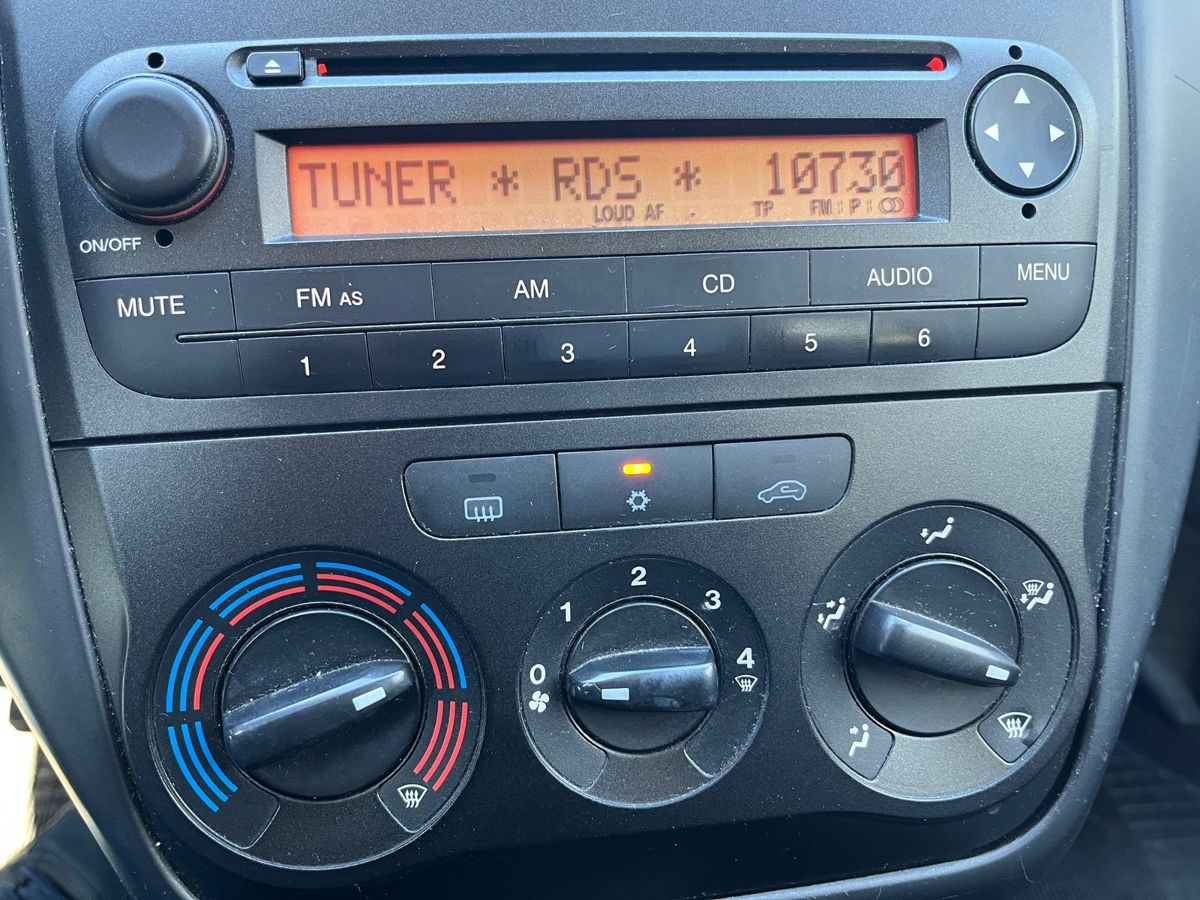 TUNER * RDS * 107.30
LOUD AF TP FM P
ON/OFF
MUTE FM AS AM CD AUDIO MENU
1 2 3 4 5 6
0 1 2 3 4